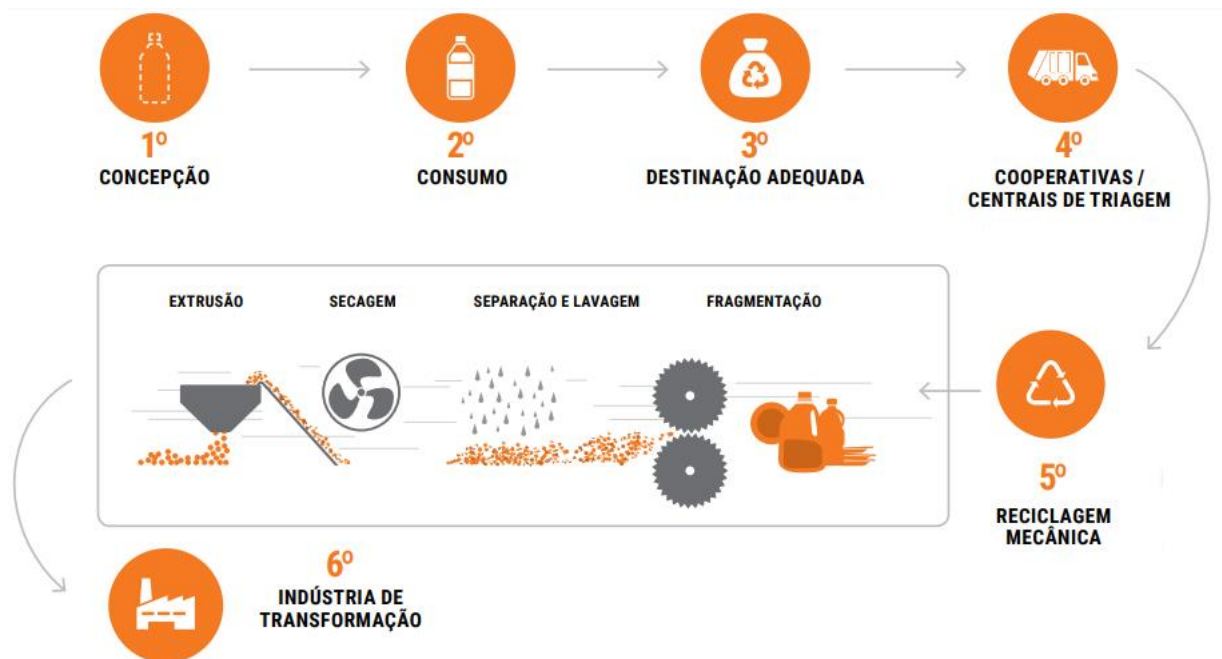 1º
CONCEPÇÃO
2º
CONSUMO
3º
DESTINAÇÃO ADEQUADA
4º
COOPERATIVAS /
CENTRAIS DE TRIAGEM
EXTRUSÃO
SECAGEM
SEPARAÇÃO E LAVAGEM
FRAGMENTAÇÃO
5º
RECICLAGEM
MECÂNICA
6º
INDÚSTRIA DE
TRANSFORMAÇÃO